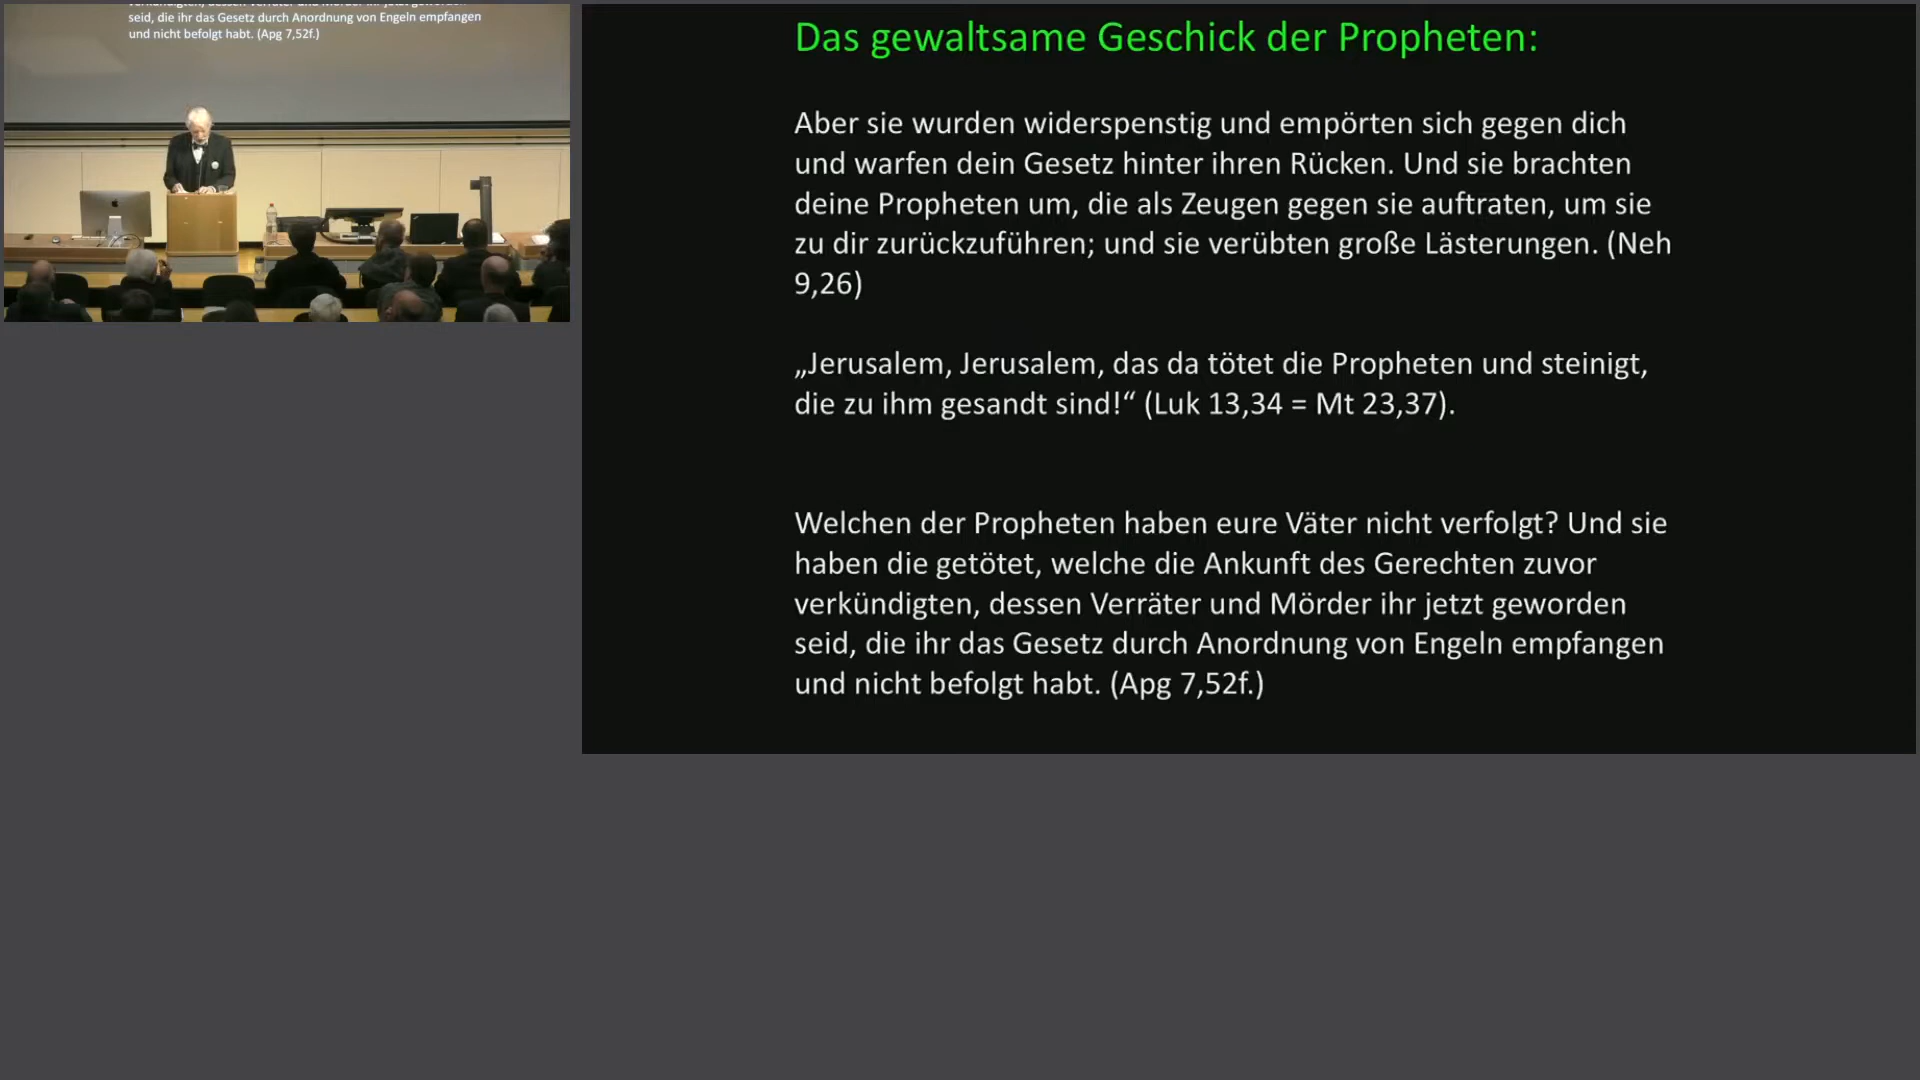 seid, die ihr das Gesetz durch Anordnung von Engeln empfangen
und nicht befolgt habt. (Apg 7,52f.)
Das gewaltsame Geschick der Propheten:
Aber sie wurden widerspenstig und empörten sich gegen dich
und warfen dein Gesetz hinter ihren Rücken. Und sie brachten
deine Propheten um, die als Zeugen gegen sie auftraten, um sie
zu dir zurückzuführen; und sie verübten große Lästerungen. (Neh
9,26)
„Jerusalem, Jerusalem, das da tötet die Propheten und steinigt,
die zu ihm gesandt sind!“ (Luk 13,34 = Mt 23,37).
Welchen der Propheten haben eure Väter nicht verfolgt? Und sie
haben die getötet, welche die Ankunft des Gerechten zuvor
verkündigten, dessen Verräter und Mörder ihr jetzt geworden
seid, die ihr das Gesetz durch Anordnung von Engeln empfangen
und nicht befolgt habt. (Apg 7,52f.)